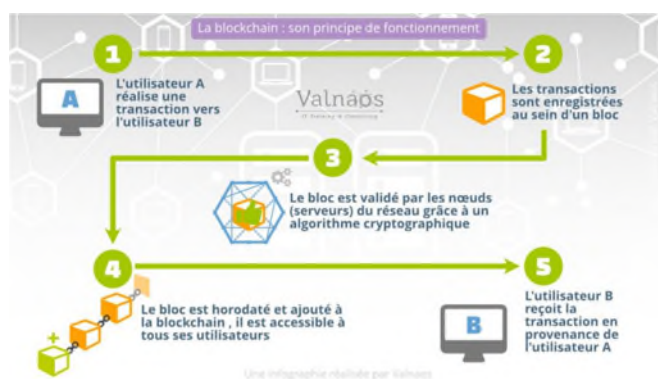 La blockchain : son principe de fonctionnement
1
2
A
L'utilisateur A
réalise une
transaction vers
l'utilisateur B
Valnaos
IT Training & Consulting
Les transactions
sont enregistrées
au sein d'un bloc
3
Le bloc est validé par les nœuds
(serveurs) du réseau grâce à un
algorithme cryptographique
4
5
Le bloc est horodaté et ajouté à
la blockchain , il est accessible à
tous ses utilisateurs
B
L'utilisateur B
reçoit la
transaction en
provenance de
l'utilisateur A
Une infographie réalisée par Valnaos